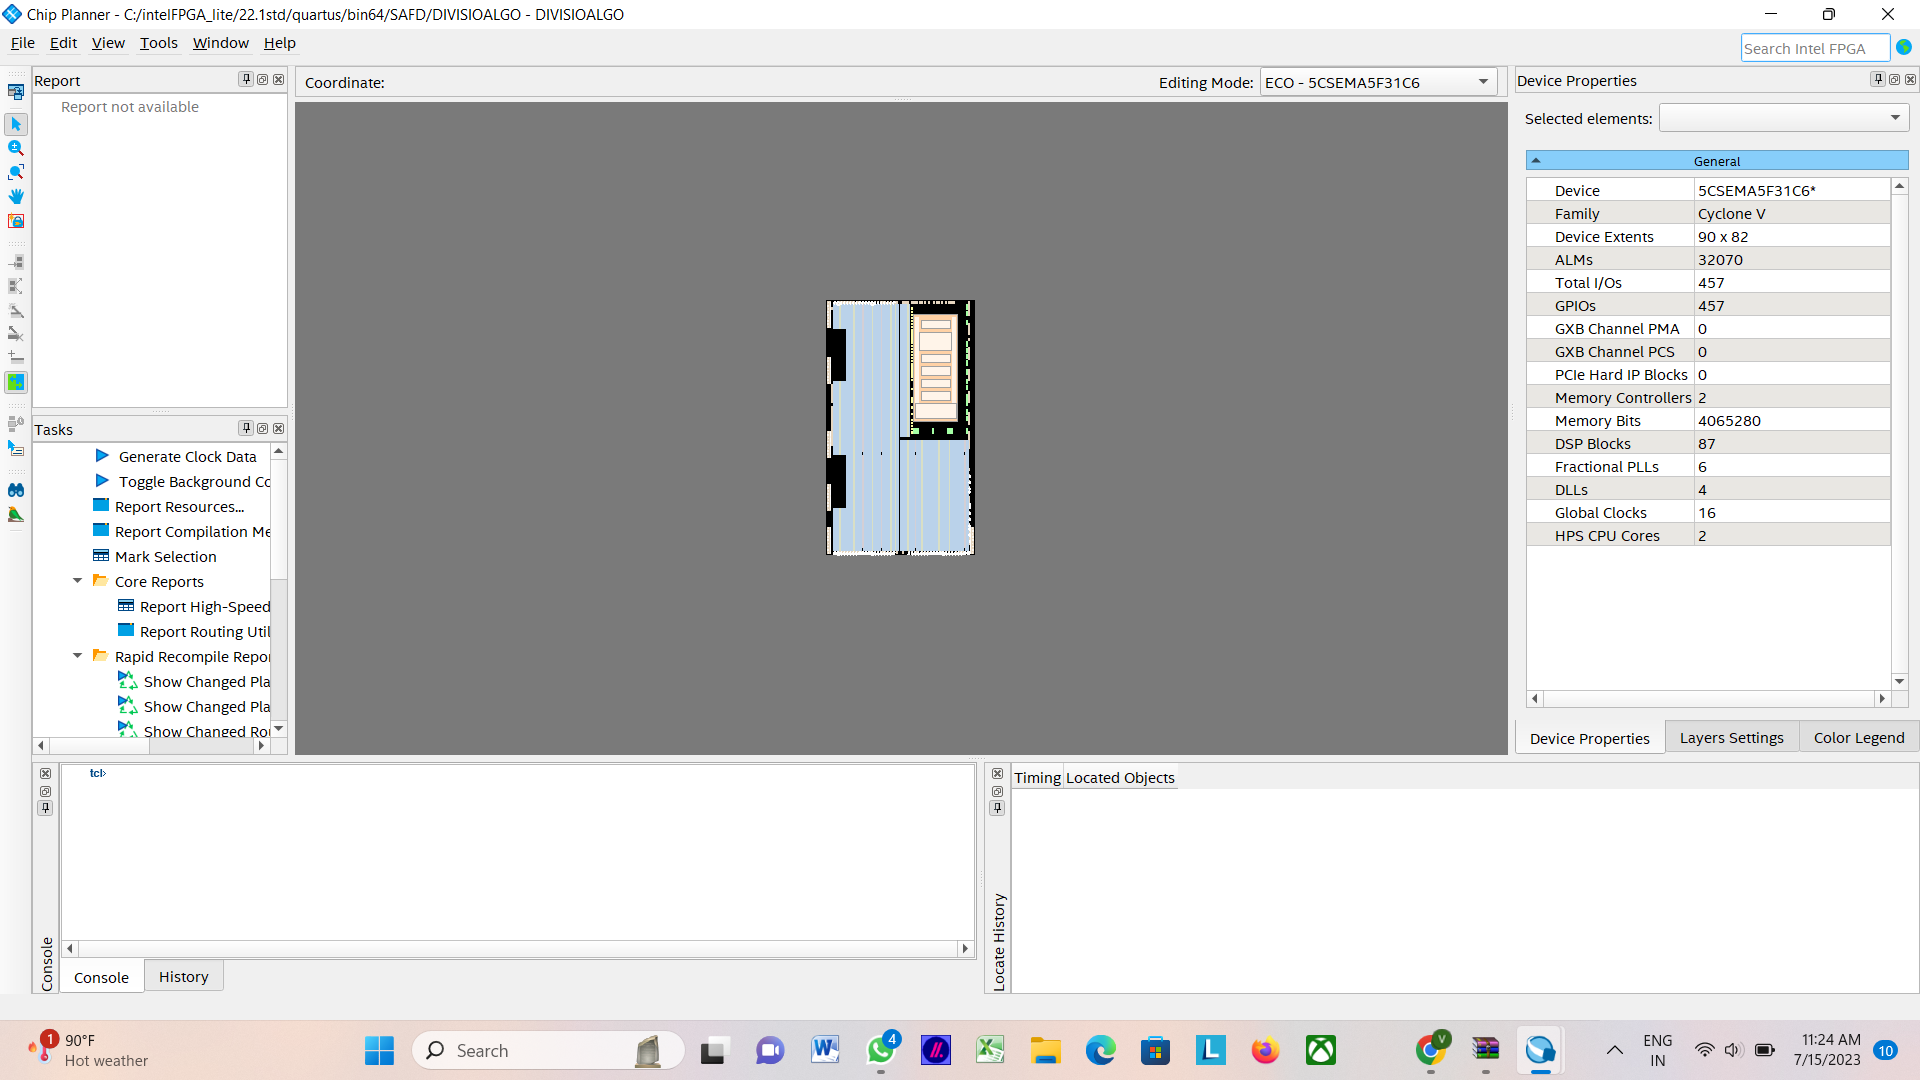 Chip Planner - C:/intelFPGA_lite/22.1std/quartus/bin64/SAFD/DIVISIOALGO - DIVISIOALGO
File Edit View Tools Window Help
Search Intel FPGA
Report
Report not available
Coordinate:
Editing Mode: ECO - 5CSEMA5F31C6
Device Properties
Selected elements:
General
Device 5CSEMA5F31C6*
Family Cyclone V
Device Extents 90 x 82
ALMs 32070
Total I/Os 457
GPIOs 457
GXB Channel PMA 0
GXB Channel PCS 0
PCIe Hard IP Blocks 0
Memory Controllers 2
Memory Bits 4065280
DSP Blocks 87
Fractional PLLs 6
DLLs 4
Global Clocks 16
HPS CPU Cores 2
Device Properties Layers Settings Color Legend
Tasks
Generate Clock Data
Toggle Background Co
Report Resources...
Report Compilation Me
Mark Selection
Core Reports
Report High-Speed
Report Routing Util
Rapid Recompile Repor
Show Changed Pla
Show Changed Pla
Show Changed Rou
tcl>
Console
Console History
Timing Located Objects
Locate History
1
90°F
Hot weather
Search
4
V
ENG
IN
11:24 AM
7/15/2023
10